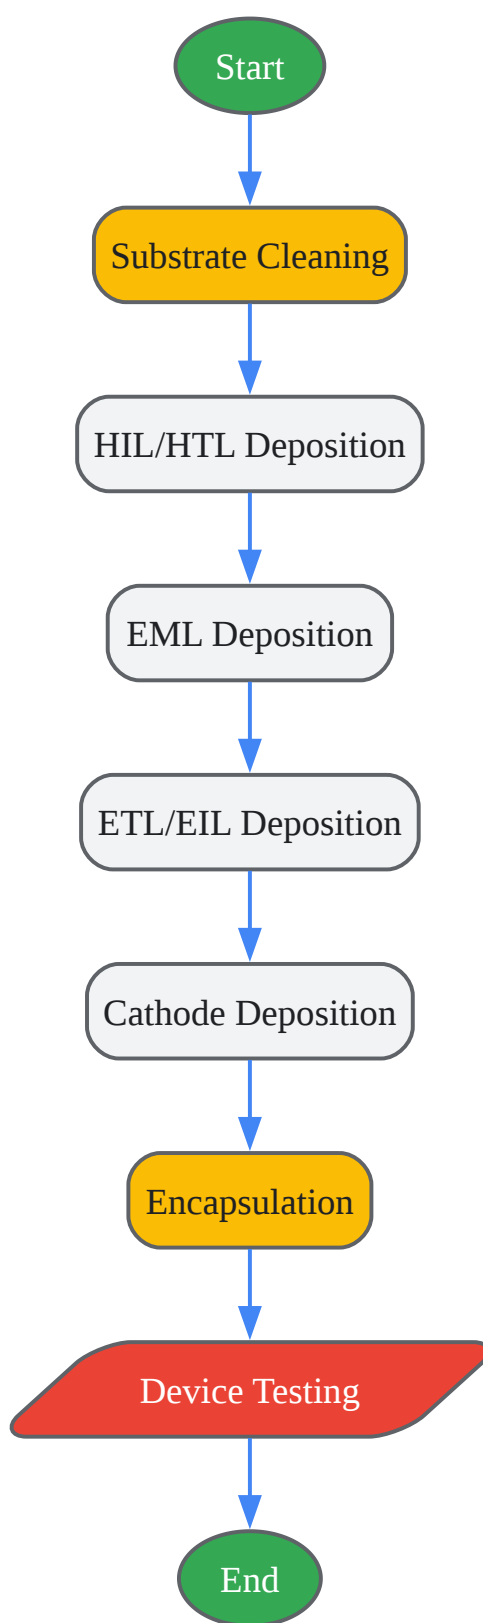 Start
Substrate Cleaning
HIL/HTL Deposition
EML Deposition
ETL/EIL Deposition
Cathode Deposition
Encapsulation
Device Testing
End